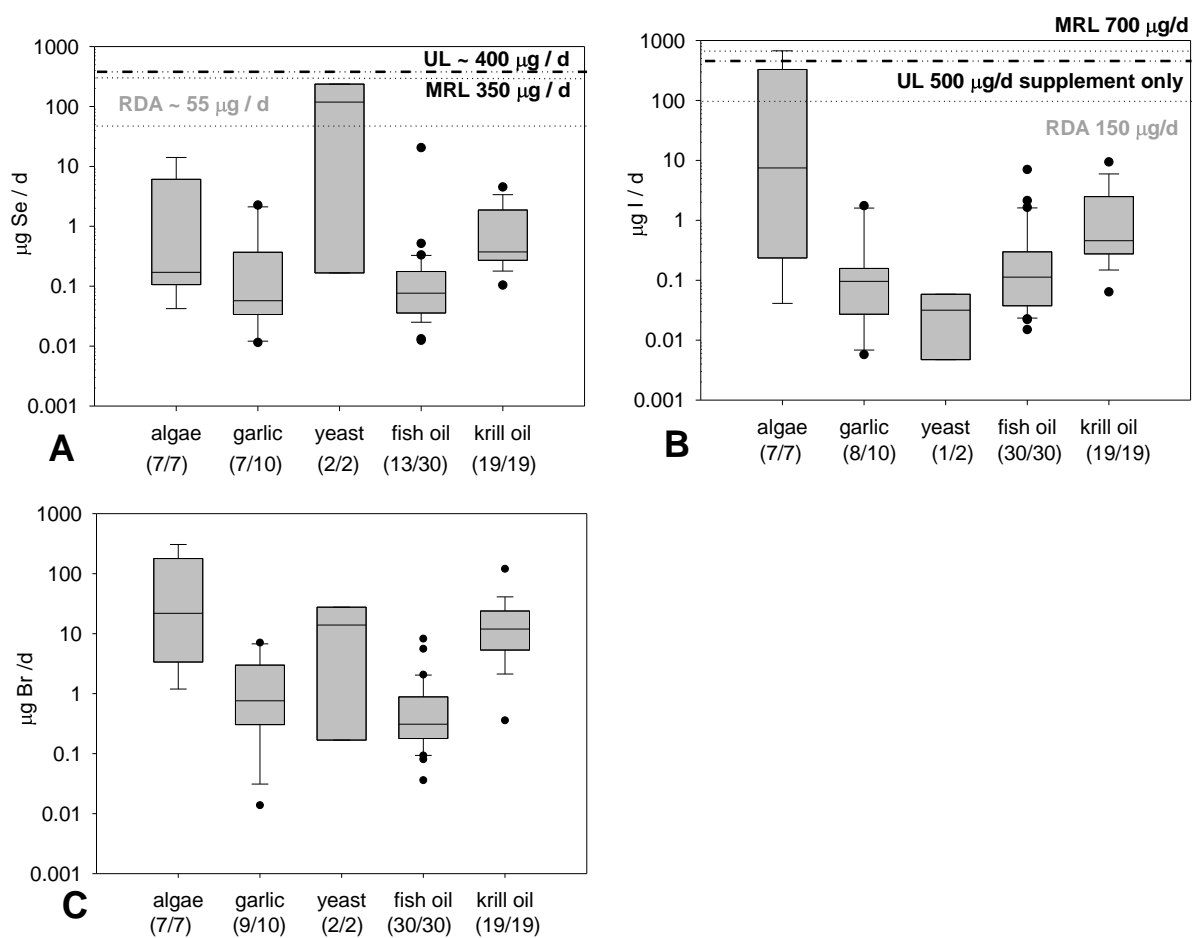 UL ~ 400 μg / d
MRL 350 μg / d
RDA ~ 55 μg / d
μg Se / d
1000
100
10
1
0.1
0.01
0.001
algae garlic yeast fish oil krill oil
(7/7) (7/10) (2/2) (13/30) (19/19)
A
MRL 700 μg/d
UL 500 μg/d supplement only
RDA 150 μg/d
μg I / d
1000
100
10
1
0.1
0.01
0.001
algae garlic yeast fish oil krill oil
(7/7) (8/10) (1/2) (30/30) (19/19)
B
μg Br /d
1000
100
10
1
0.1
0.01
0.001
algae garlic yeast fish oil krill oil
(7/7) (9/10) (2/2) (30/30) (19/19)
C